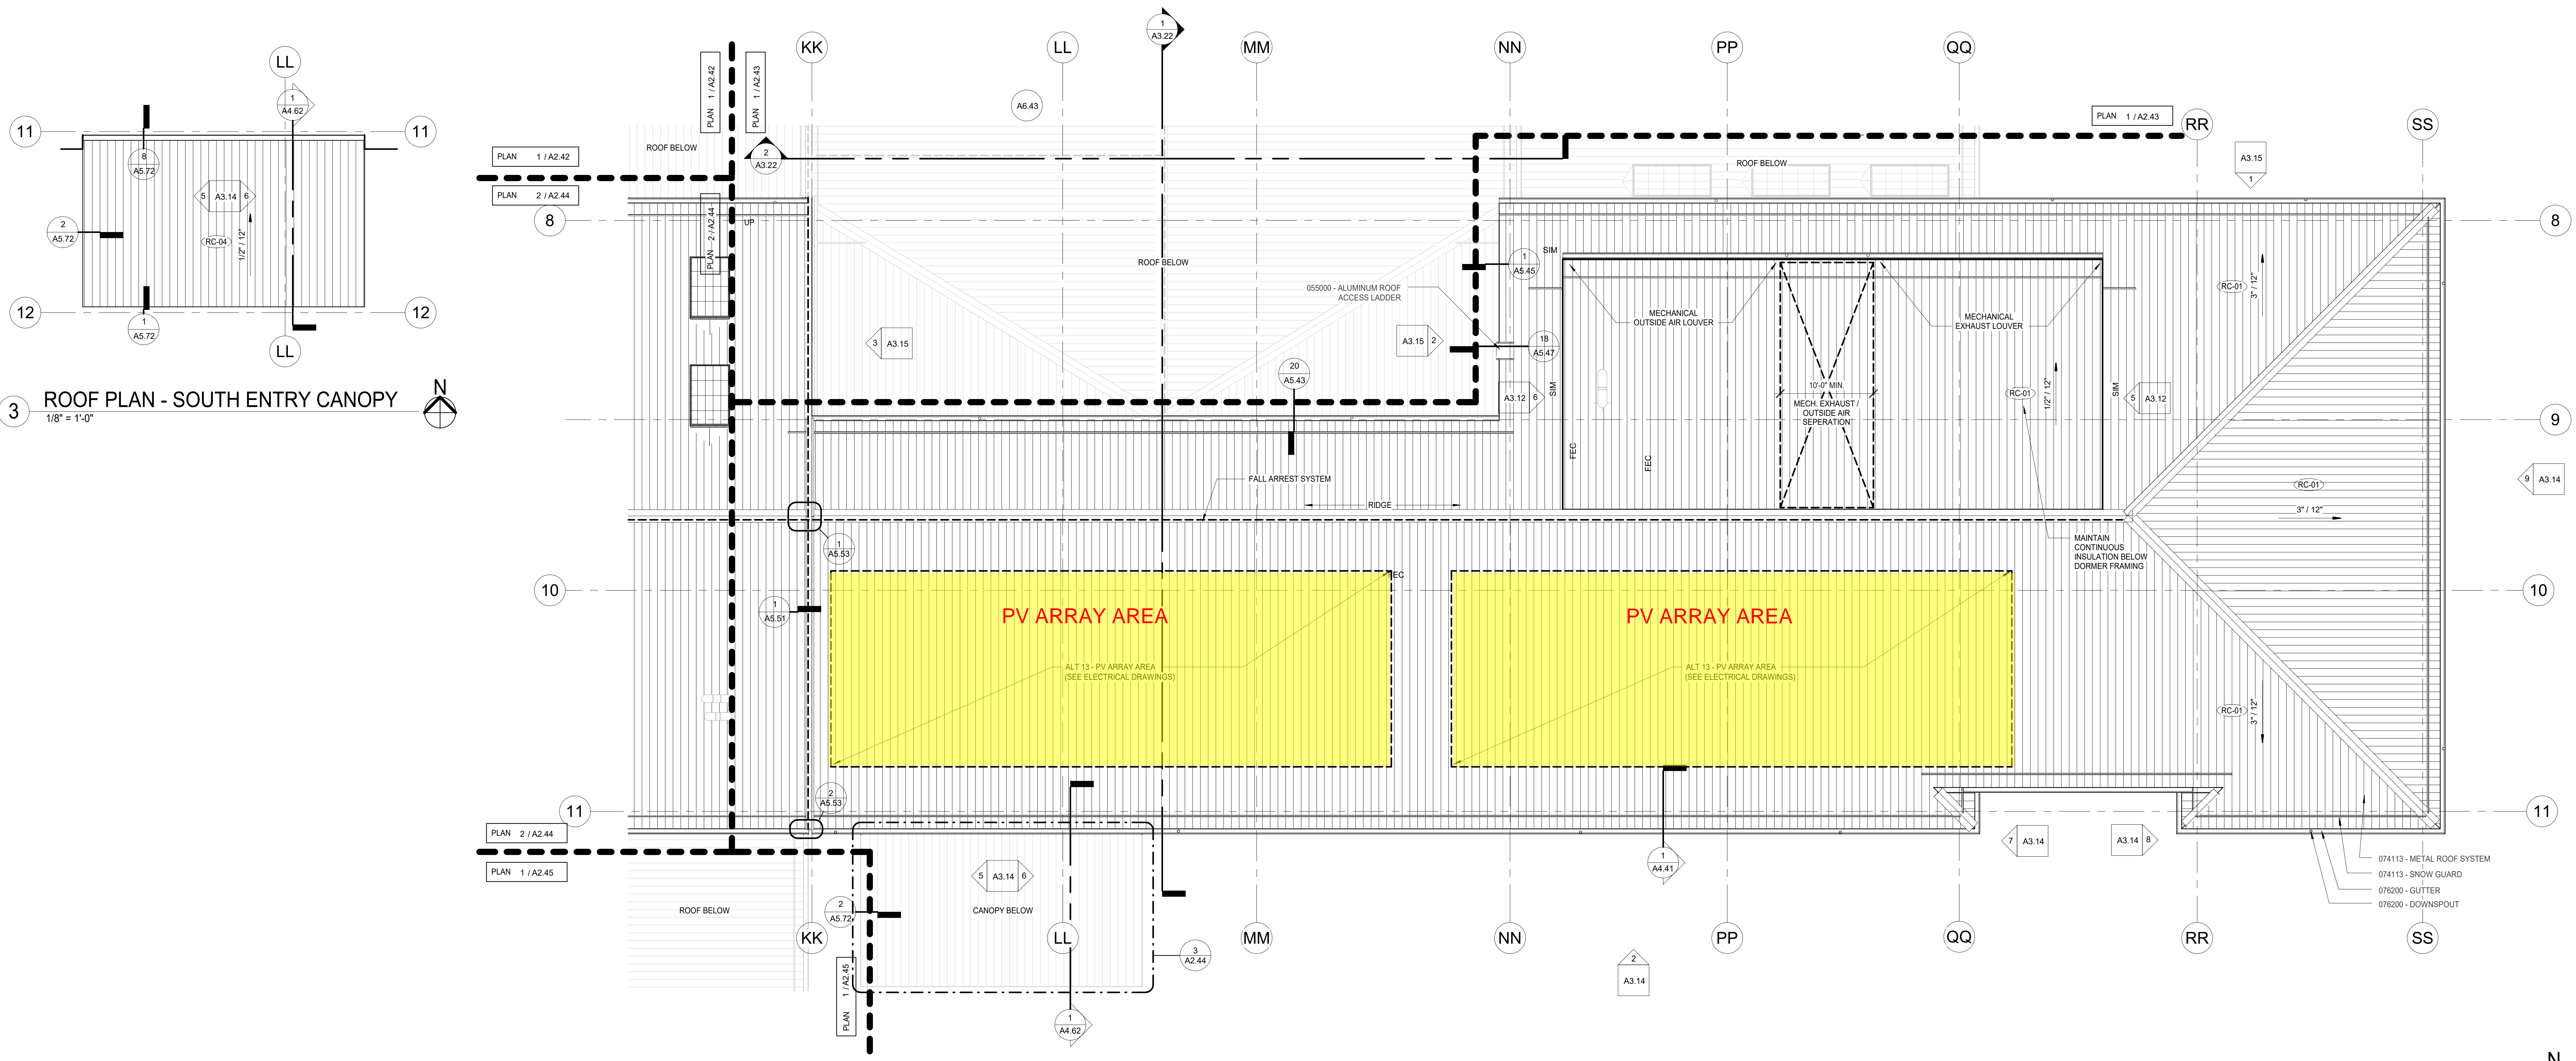 LL
1
A4.62
11
11
8
A5.72
5 A3.14 6
2
A5.72
RC-04
1/2" / 12"
12
12
1
A5.72
LL
3
ROOF PLAN - SOUTH ENTRY CANOPY
1/8" = 1'-0"
N
KK
LL
1
A3.22
MM
NN
PP
QQ
RR
SS
PLAN 1 / A2.42
PLAN 1 / A2.43
A6.43
PLAN 1 / A2.43
PLAN 1 / A2.42
PLAN 2 / A2.44
ROOF BELOW
2
A3.22
ROOF BELOW
A3.15
1
8
8
PLAN 2 / A2.44
UP
ROOF BELOW
1
A5.45
SIM
055000 - ALUMINUM ROOF
ACCESS LADDER
RC-01
3" / 12"
MECHANICAL
OUTSIDE AIR LOUVER
MECHANICAL
EXHAUST LOUVER
3 A3.15
A3.15 2
18
A5.47
20
A5.43
10'-0" MIN.
MECH. EXHAUST /
OUTSIDE AIR
SEPERATION
A3.12 6
SIM
RC-01
1/2" / 12"
SIM
5 A3.12
9
FEC
FEC
FALL ARREST SYSTEM
RIDGE
RC-01
3" / 12"
9 A3.14
1
A5.53
MAINTAIN
CONTINUOUS
INSULATION BELOW
DORMER FRAMING
FEC
10
10
1
A5.51
PV ARRAY AREA
PV ARRAY AREA
ALT 13 - PV ARRAY AREA
(SEE ELECTRICAL DRAWINGS)
ALT 13 - PV ARRAY AREA
(SEE ELECTRICAL DRAWINGS)
RC-01
3" / 12"
2
A5.53
11
11
PLAN 2 / A2.44
PLAN 1 / A2.45
7 A3.14
A3.14 8
1
A4.41
074113 - METAL ROOF SYSTEM
074113 - SNOW GUARD
076200 - GUTTER
076200 - DOWNSPOUT
5 A3.14 6
ROOF BELOW
2
A5.72
CANOPY BELOW
KK
LL
MM
NN
PP
QQ
RR
SS
3
A2.44
2
A3.14
PLAN 1 / A2.45
1
A4.62
N